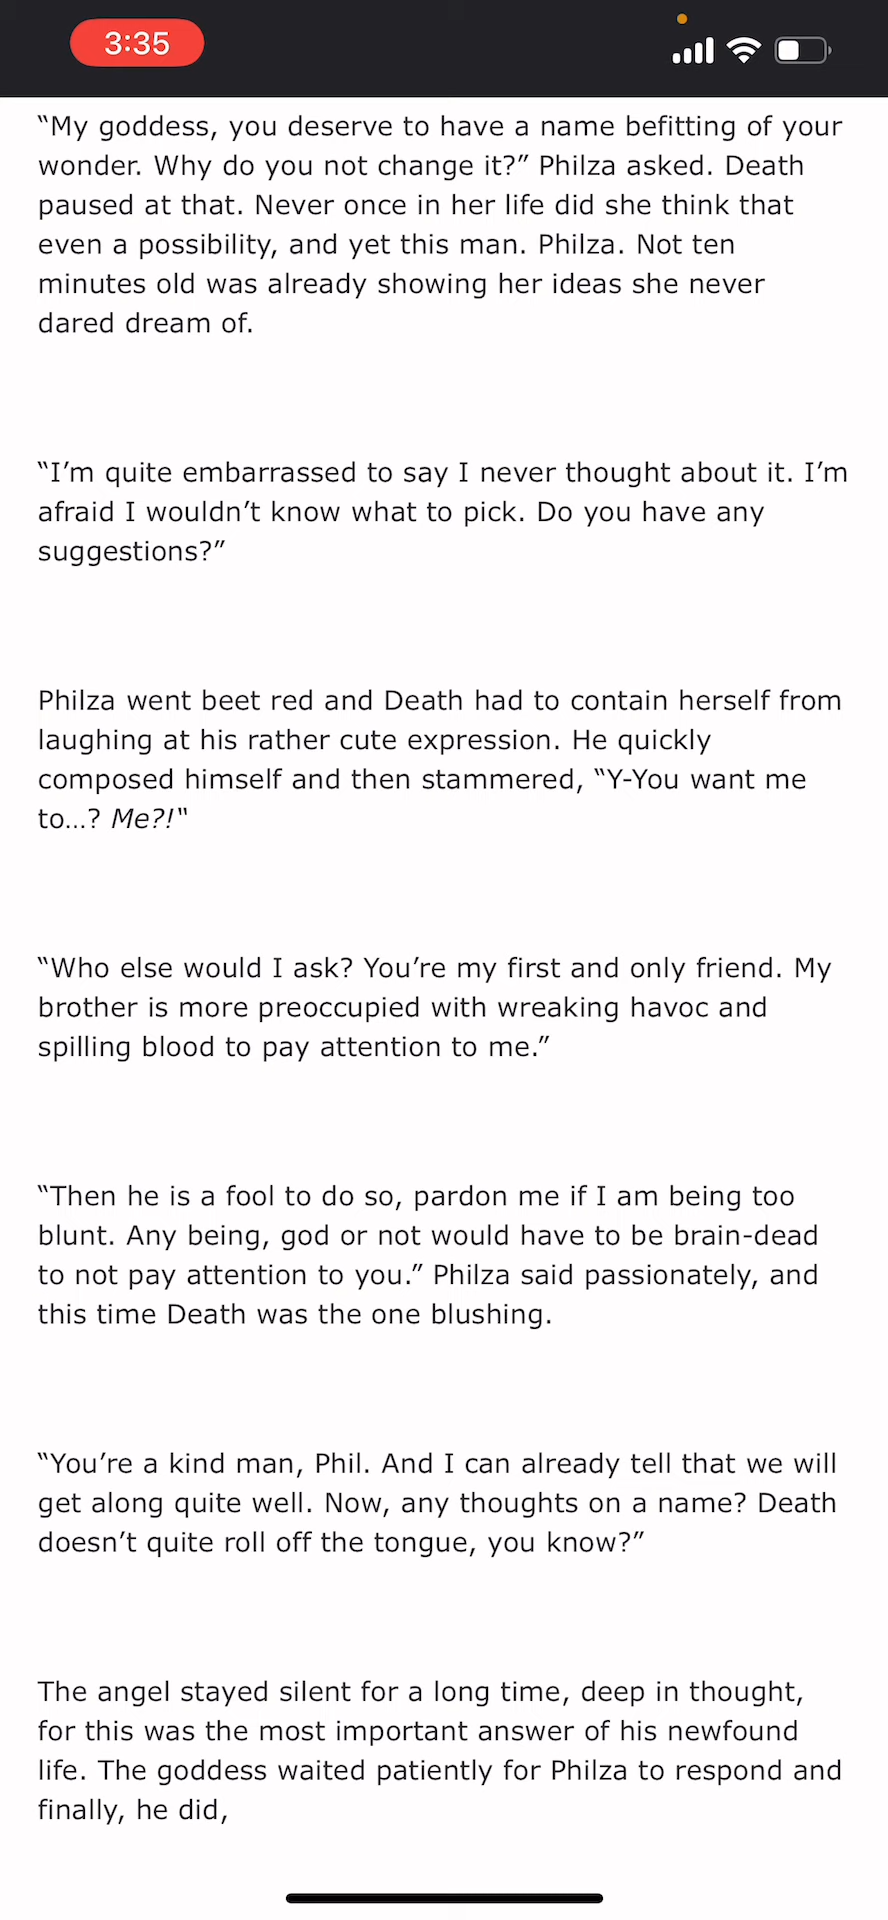 3:35
“My goddess, you deserve to have a name befitting of your
wonder. Why do you not change it?” Philza asked. Death
paused at that. Never once in her life did she think that
even a possibility, and yet this man. Philza. Not ten
minutes old was already showing her ideas she never
dared dream of.
“I’m quite embarrassed to say I never thought about it. I’m
afraid I wouldn’t know what to pick. Do you have any
suggestions?”
Philza went beet red and Death had to contain herself from
laughing at his rather cute expression. He quickly
composed himself and then stammered, “Y-You want me
to…? Me?!“
“Who else would I ask? You’re my first and only friend. My
brother is more preoccupied with wreaking havoc and
spilling blood to pay attention to me.”
“Then he is a fool to do so, pardon me if I am being too
blunt. Any being, god or not would have to be brain-dead
to not pay attention to you.” Philza said passionately, and
this time Death was the one blushing.
“You’re a kind man, Phil. And I can already tell that we will
get along quite well. Now, any thoughts on a name? Death
doesn’t quite roll off the tongue, you know?”
The angel stayed silent for a long time, deep in thought,
for this was the most important answer of his newfound
life. The goddess waited patiently for Philza to respond and
finally, he did,